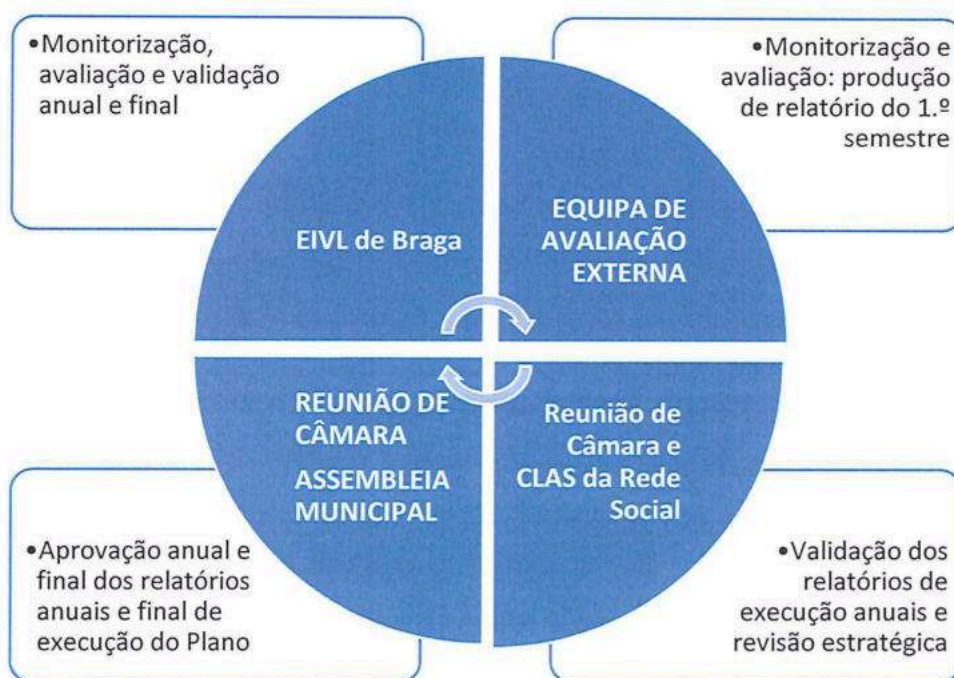 •Monitorização,
avaliação e validação
anual e final
•Monitorização e
avaliação: produção
de relatório do 1.º
semestre
EIVL de Braga
EQUIPA DE
AVALIAÇÃO
EXTERNA
REUNIÃO DE
CÂMARA
ASSEMBLEIA
MUNICIPAL
Reunião de
Câmara e
CLAS da Rede
Social
•Aprovação anual e
final dos relatórios
anuais e final de
execução do Plano
•Validação dos
relatórios de
execução anuais e
revisão estratégica